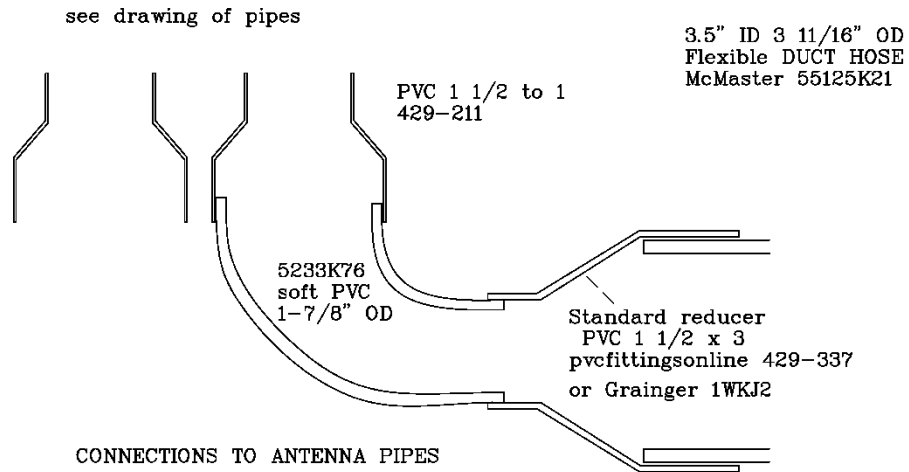 see drawing of pipes
3.5" ID 3 11/16" OD
Flexible DUCT HOSE
McMaster 55125K21
PVC 1 1/2 to 1
429-211
5233K76
soft PVC
1-7/8" OD
Standard reducer
PVC 1 1/2 x 3
pvcfittingsonline 429-337
or Grainger 1WKJ2
CONNECTIONS TO ANTENNA PIPES